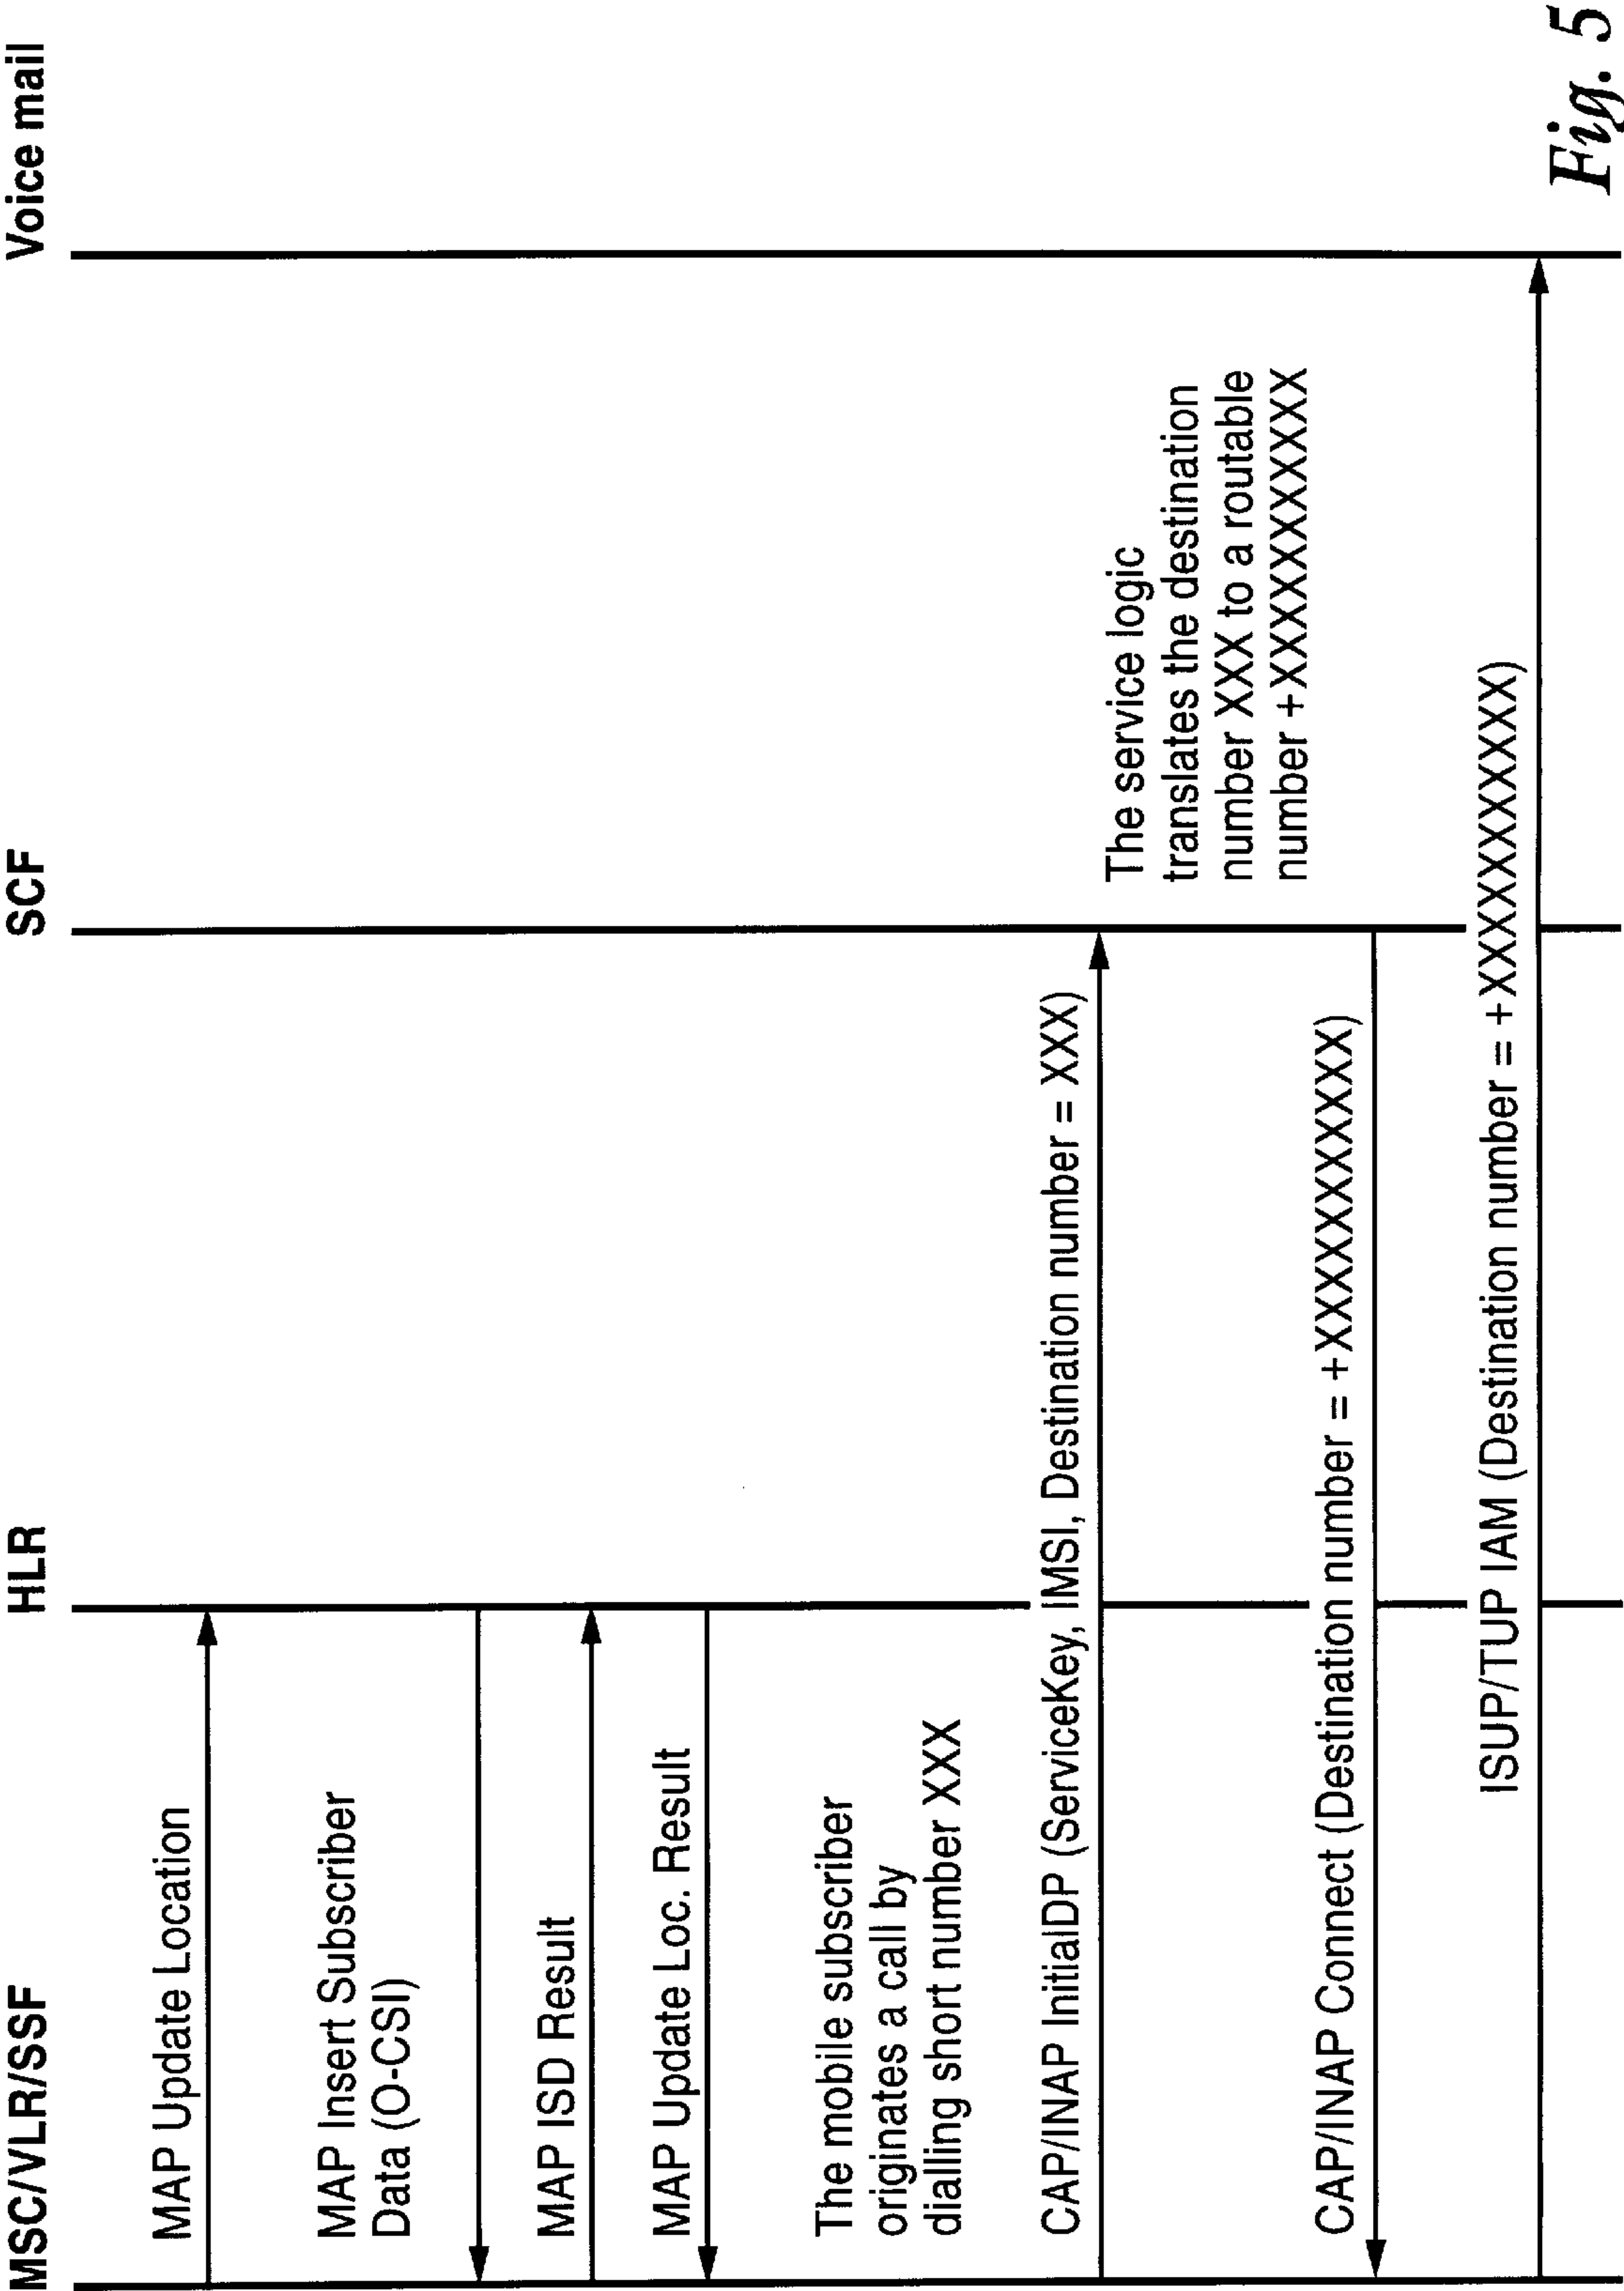 MSC/VLR/SSF
HLR
SCF
Voice mail
MAP Update Location
MAP Insert Subscriber
Data (O-CSI)
MAP ISD Result
MAP Update Loc. Result
The mobile subscriber
originates a call by
dialling short number XXX
CAP/INAP InitialDP (ServiceKey, IMSI, Destination number = XXX)
The service logic
translates the destination
number XXX to a routable
number +XXXXXXXXXXXX
CAP/INAP Connect (Destination number = +XXXXXXXXXXXX)
ISUP/TUP IAM (Destination number = +XXXXXXXXXXXX)
Fig. 5